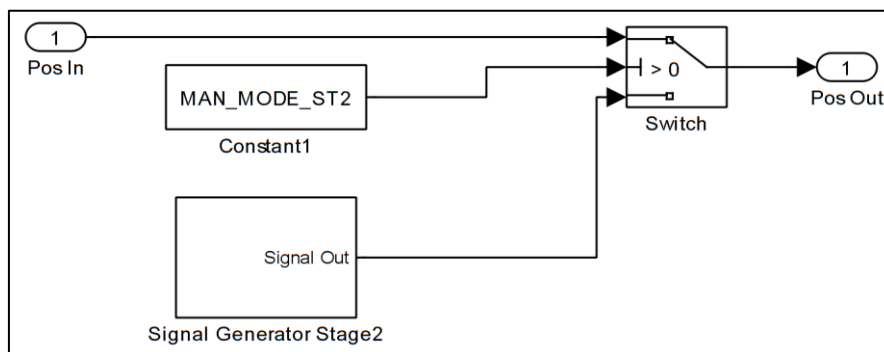 1
Pos In
MAN_MODE_ST2
Constant1
> 0
Switch
1
Pos Out
Signal Out
Signal Generator Stage2